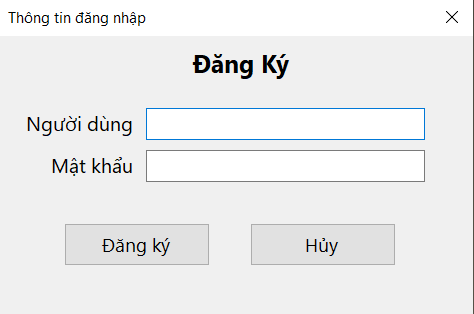 Thông tin đăng nhập
Đăng Ký
Người dùng
Mật khẩu
Đăng ký Hủy